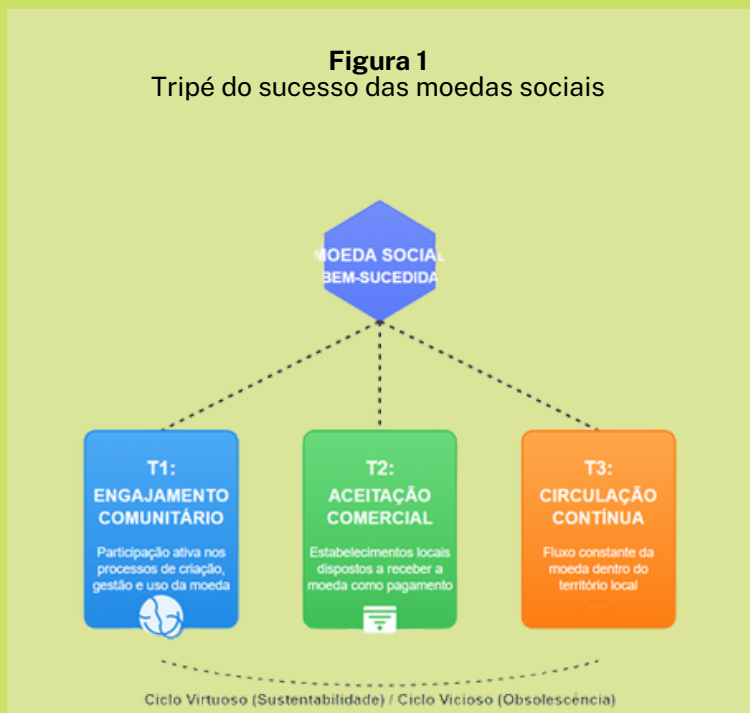 Figura 1
Tripé do sucesso das moedas sociais
MOEDA SOCIAL
BEM-SUCEDIDA
T1:
ENGAJAMENTO
COMUNITÁRIO
Participação ativa nos
processos de criação,
gestão e uso da moeda
T2:
ACEITAÇÃO
COMERCIAL
Estabelecimentos locais
dispostos a receber a
moeda como pagamento
T3:
CIRCULAÇÃO
CONTÍNUA
Fluxo constante da
moeda dentro do
território local
Ciclo Virtuoso (Sustentabilidade) / Ciclo Vicioso (Obsolescência)